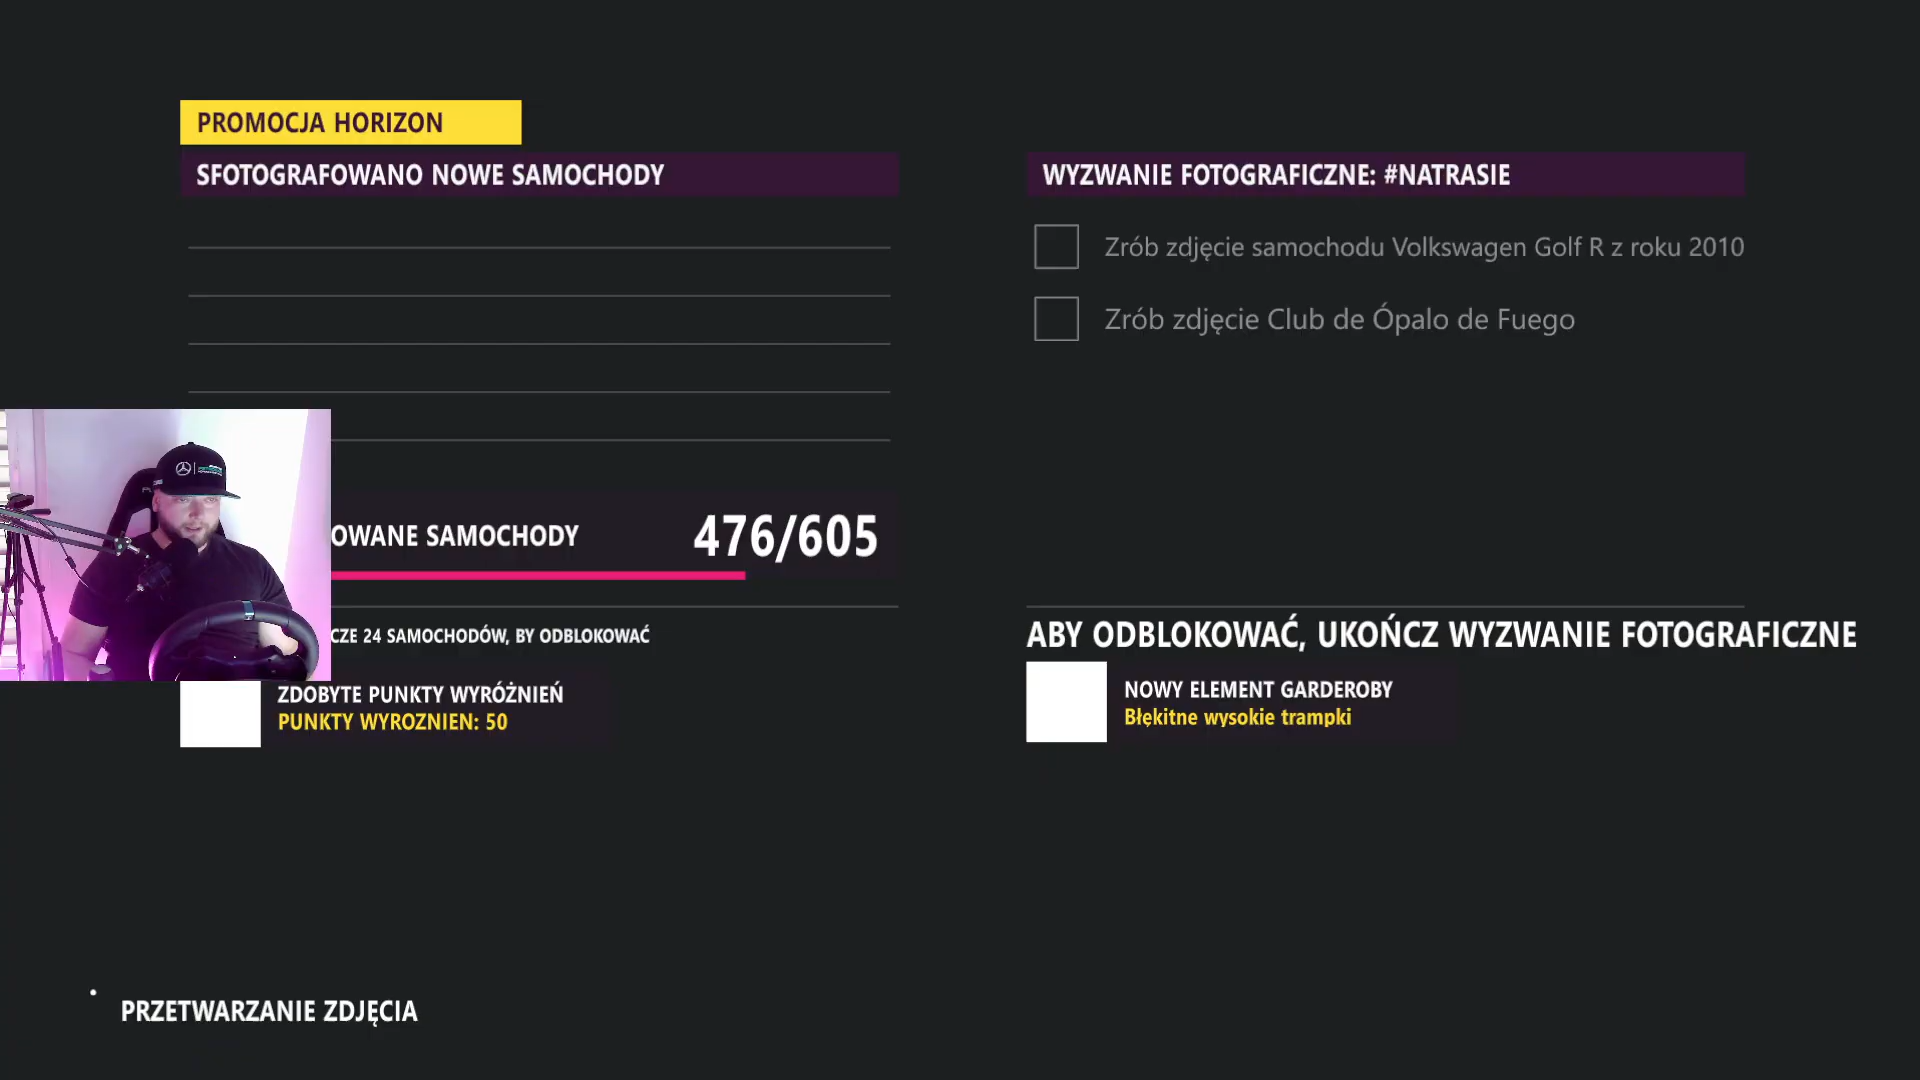 PROMOCJA HORIZON
SFOTOGRAFOWANO NOWE SAMOCHODY
OWANE SAMOCHODY 476/605
CZE 24 SAMOCHODÓW, BY ODBLOKOWAĆ
ZDOBYTE PUNKTY WYRÓŻNIEŃ
PUNKTY WYROZNIEN: 50
WYZWANIE FOTOGRAFICZNE: #NATRASIE
Zrób zdjęcie samochodu Volkswagen Golf R z roku 2010
Zrób zdjęcie Club de Ópalo de Fuego
ABY ODBLOKOWAĆ, UKOŃCZ WYZWANIE FOTOGRAFICZNE
NOWY ELEMENT GARDEROBY
Błękitne wysokie trampki
PRZETWARZANIE ZDJĘCIA